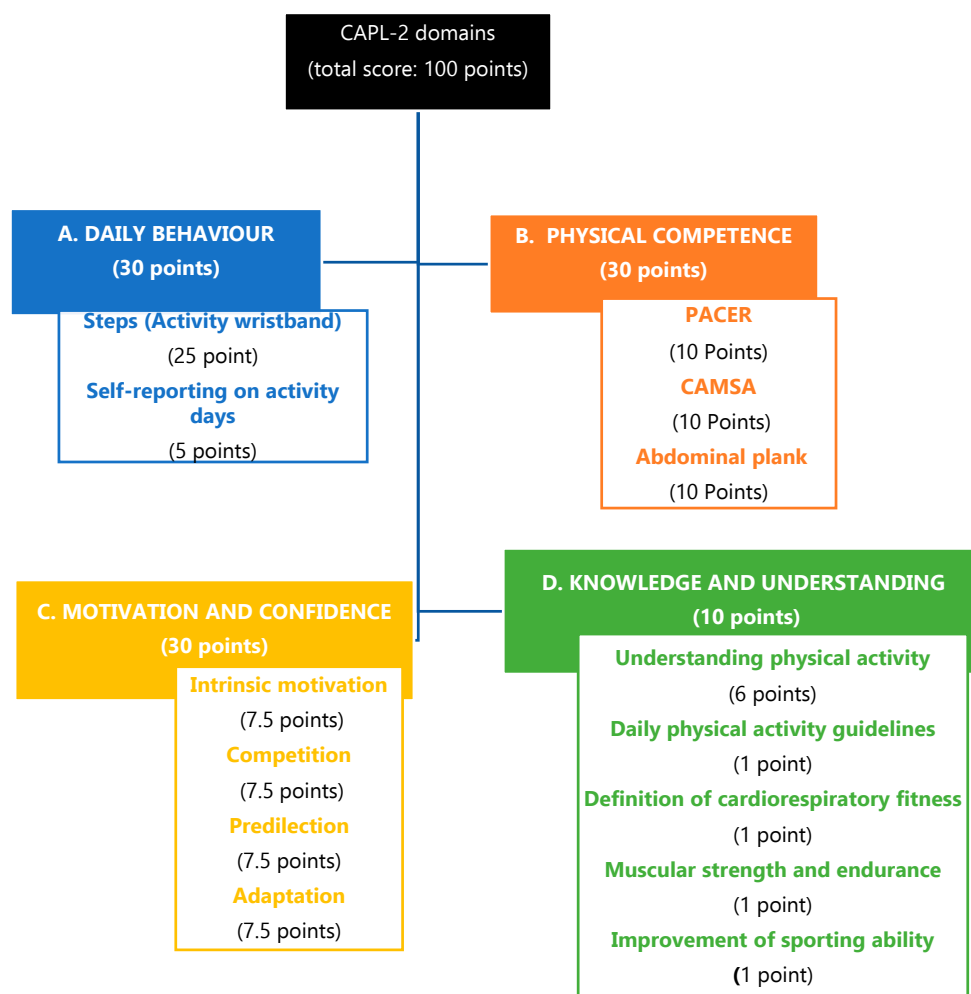 CAPL-2 domains
(total score: 100 points)
A. DAILY BEHAVIOUR
(30 points)
Steps (Activity wristband)
(25 point)
Self-reporting on activity
days
(5 points)
B. PHYSICAL COMPETENCE
(30 points)
PACER
(10 Points)
CAMSA
(10 Points)
Abdominal plank
(10 Points)
C. MOTIVATION AND CONFIDENCE
(30 points)
Intrinsic motivation
(7.5 points)
Competition
(7.5 points)
Predilection
(7.5 points)
Adaptation
(7.5 points)
D. KNOWLEDGE AND UNDERSTANDING
(10 points)
Understanding physical activity
(6 points)
Daily physical activity guidelines
(1 point)
Definition of cardiorespiratory fitness
(1 point)
Muscular strength and endurance
(1 point)
Improvement of sporting ability
(1 point)